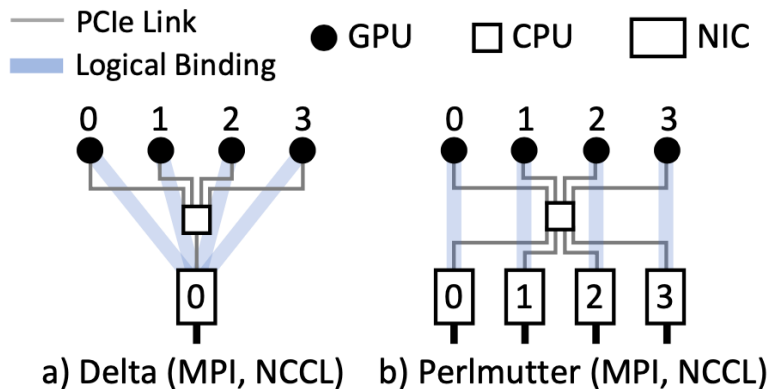 PCIe Link
Logical Binding
GPU
CPU
NIC
0 1 2 3
0
a) Delta (MPI, NCCL)
0 1 2 3
0 1 2 3
b) Perlmutter (MPI, NCCL)